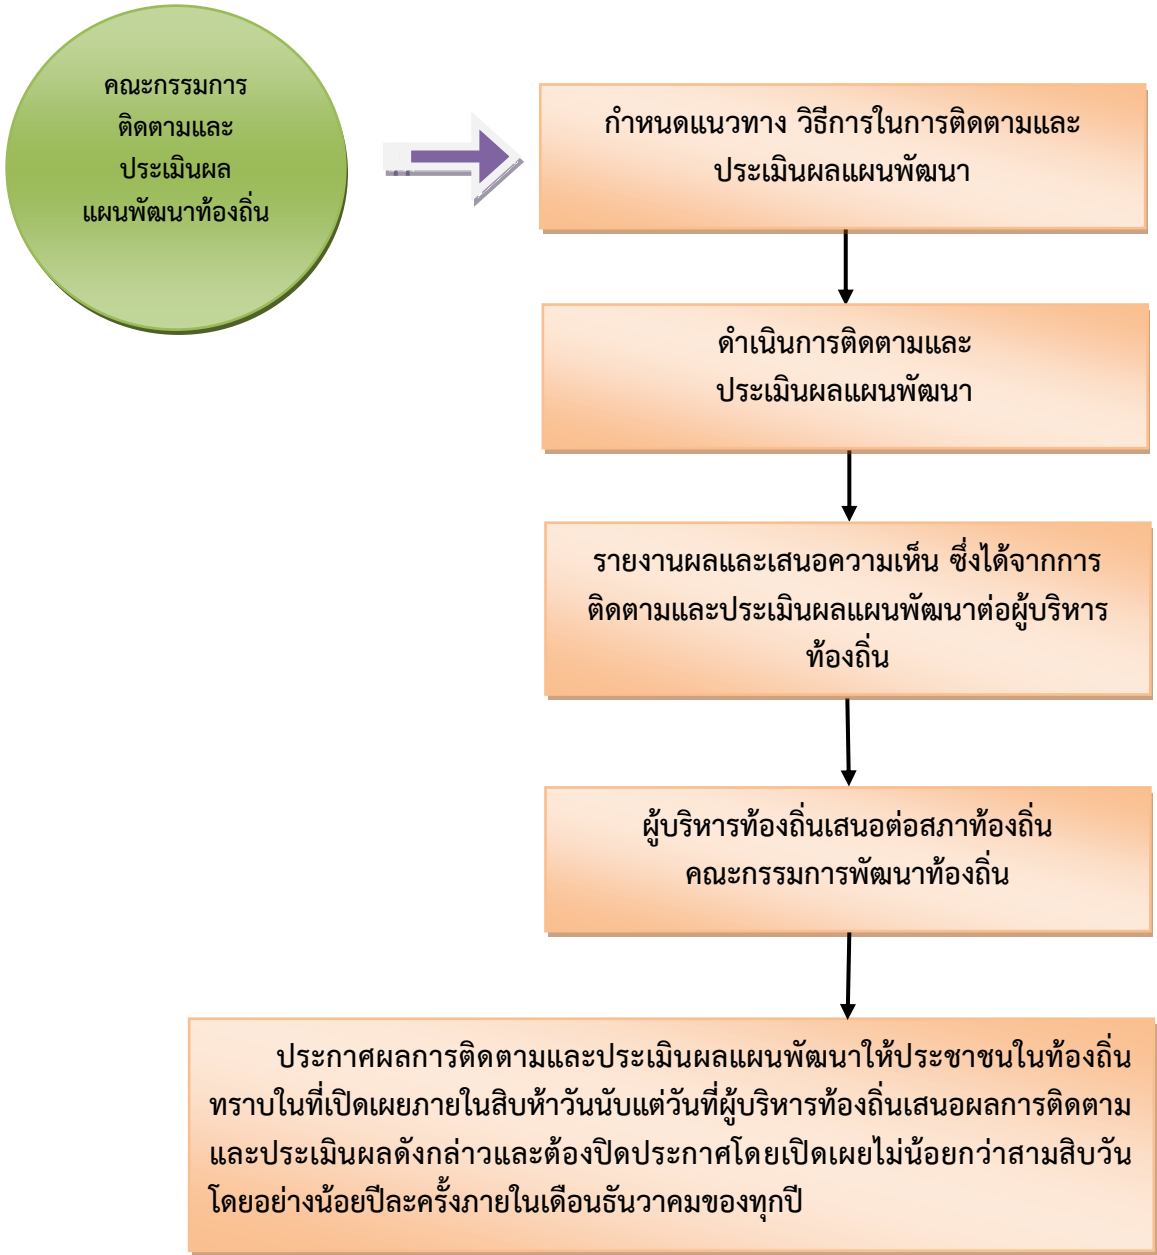 คณะกรรมการ
ติดตามและ
ประเมินผล
แผนพัฒนาท้องถิ่น
กำหนดแนวทาง วิธีการในการติดตามและ
ประเมินผลแผนพัฒนา
ดำเนินการติดตามและ
ประเมินผลแผนพัฒนา
รายงานผลและเสนอความเห็น ซึ่งได้จากการ
ติดตามและประเมินผลแผนพัฒนาต่อผู้บริหาร
ท้องถิ่น
ผู้บริหารท้องถิ่นเสนอต่อสภาท้องถิ่น
คณะกรรมการพัฒนาท้องถิ่น
ประกาศผลการติดตามและประเมินผลแผนพัฒนาให้ประชาชนในท้องถิ่น
ทราบในที่เปิดเผยภายในสิบห้าวันนับแต่วันที่ผู้บริหารท้องถิ่นเสนอผลการติดตาม
และประเมินผลดังกล่าวและต้องปิดประกาศโดยเปิดเผยไม่น้อยกว่าสามสิบวัน
โดยอย่างน้อยปีละครั้งภายในเดือนธันวาคมของทุกปี